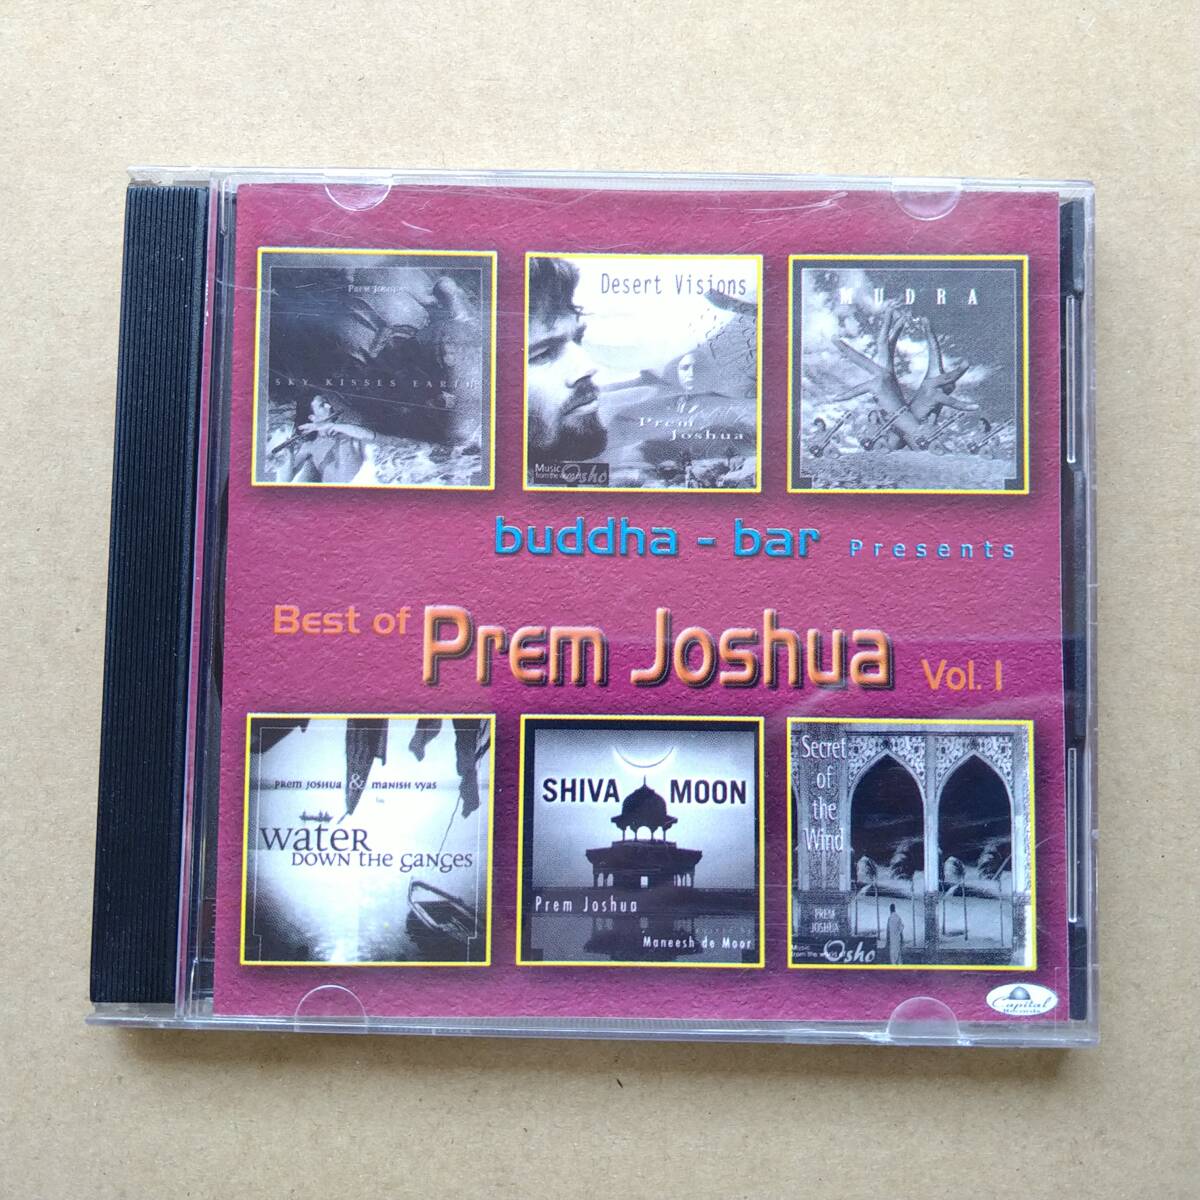 PREM JOSHUA
SKY KISSES EARTH
Desert Visions
Prem
Joshua
Music
from the world of Osho
MUDRA
buddha - bar Presents
Best of Prem Joshua Vol. 1
PREM JOSHUA & MANISH VYAS
water
DOWN THE GANGES
SHIVA MOON
Prem Joshua
Maneesh de Moor
Secret
of
the
Wind
PREM
JOSHUA
Music
from the world of Osho
Capital
Records